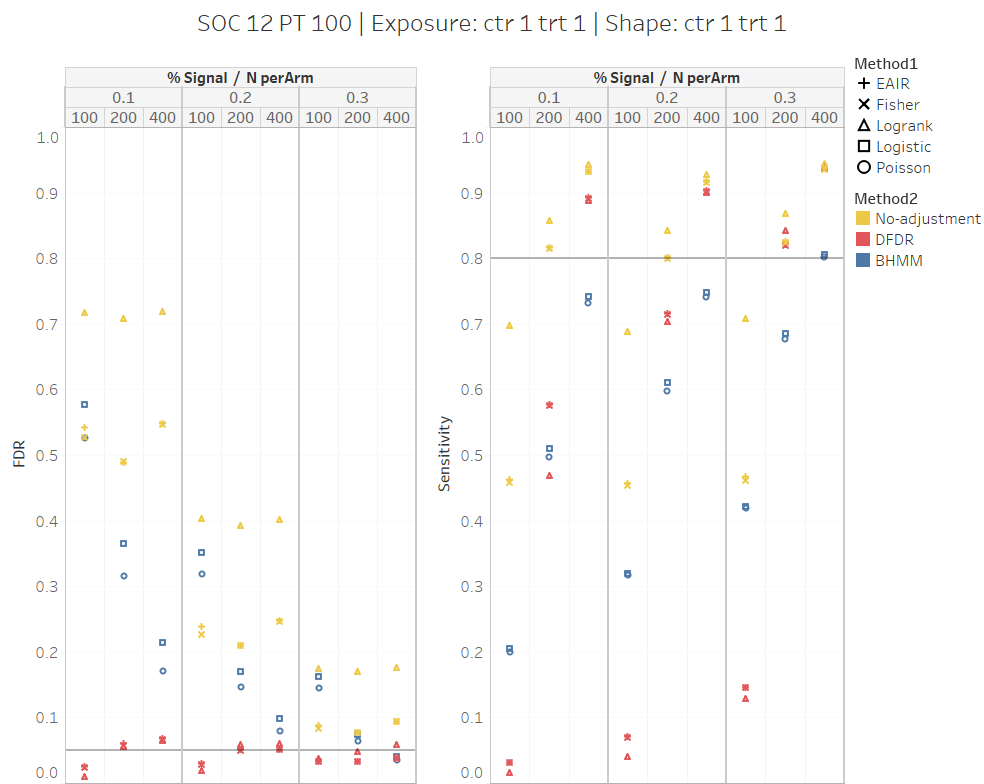 SOC 12 PT 100 | Exposure: ctr 1 trt 1 | Shape: ctr 1 trt 1
% Signal / N perArm
0.1 0.2 0.3
100 200 400 100 200 400 100 200 400
1.0
0.9
0.8
0.7
0.6
0.5
0.4
0.3
0.2
0.1
0.0
FDR
% Signal / N perArm
0.1 0.2 0.3
100 200 400 100 200 400 100 200 400
1.0
0.9
0.8
0.7
0.6
0.5
0.4
0.3
0.2
0.1
0.0
Sensitivity
Method1
EAIR
Fisher
Logrank
Logistic
Poisson
Method2
No-adjustment
DFDR
BHMM